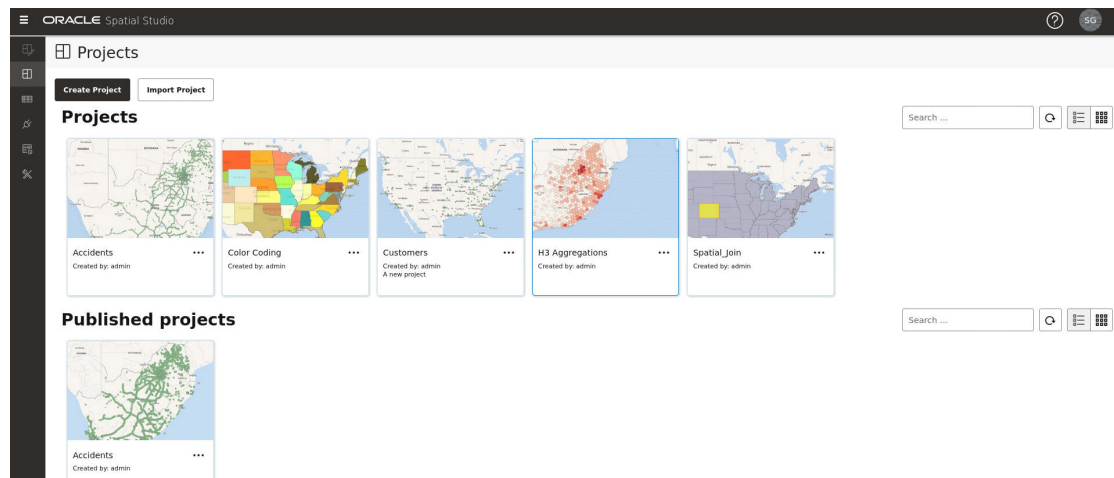 ORACLE Spatial Studio
SG
Projects
Create Project
Import Project
Projects
Search ...
Accidents
Created by: admin
Color Coding
Created by: admin
Customers
Created by: admin
A new project
H3 Aggregations
Created by: admin
Spatial_Join
Created by: admin
Published projects
Search ...
Accidents
Created by: admin